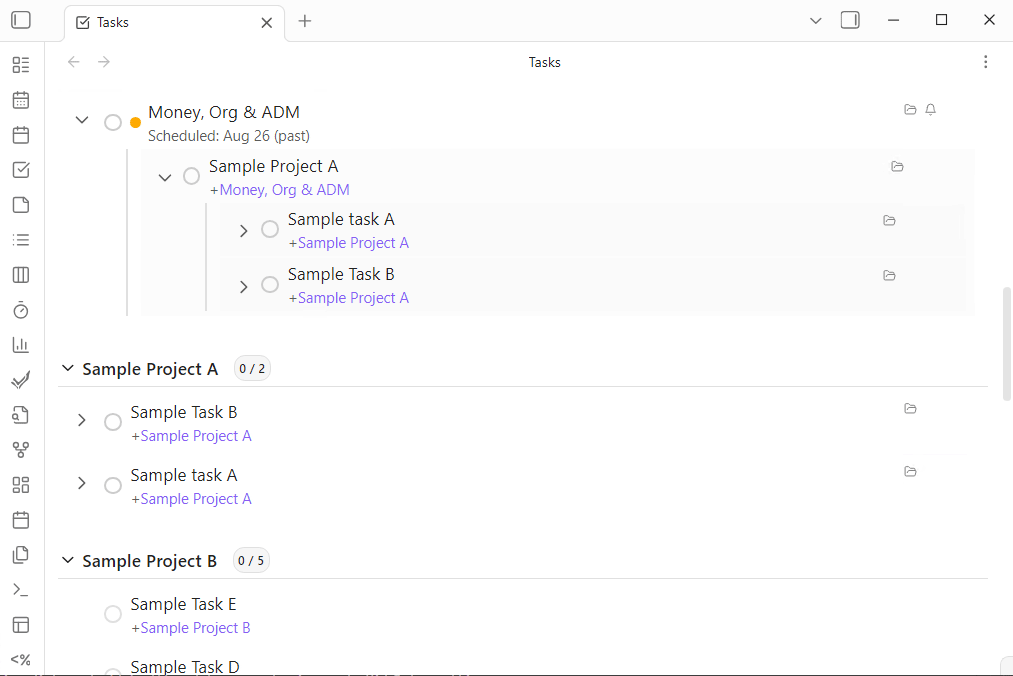 Tasks
Tasks
Money, Org & ADM
Scheduled: Aug 26 (past)
Sample Project A
+Money, Org & ADM
Sample task A
+Sample Project A
Sample Task B
+Sample Project A
Sample Project A 0 / 2
Sample Task B
+Sample Project A
Sample task A
+Sample Project A
Sample Project B 0 / 5
Sample Task E
+Sample Project B
Sample Task D
<%